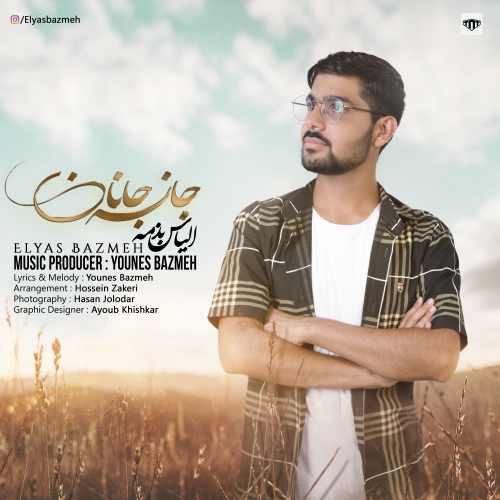 /Elyasbazmeh
جانه جانان
الیاس بزمه
ELYAS BAZMEH
MUSIC PRODUCER : YOUNES BAZMEH
Lyrics & Melody : Younes Bazmeh
Arrangement : Hossein Zakeri
Photography : Hasan Jolodar
Graphic Designer : Ayoub Khishkar